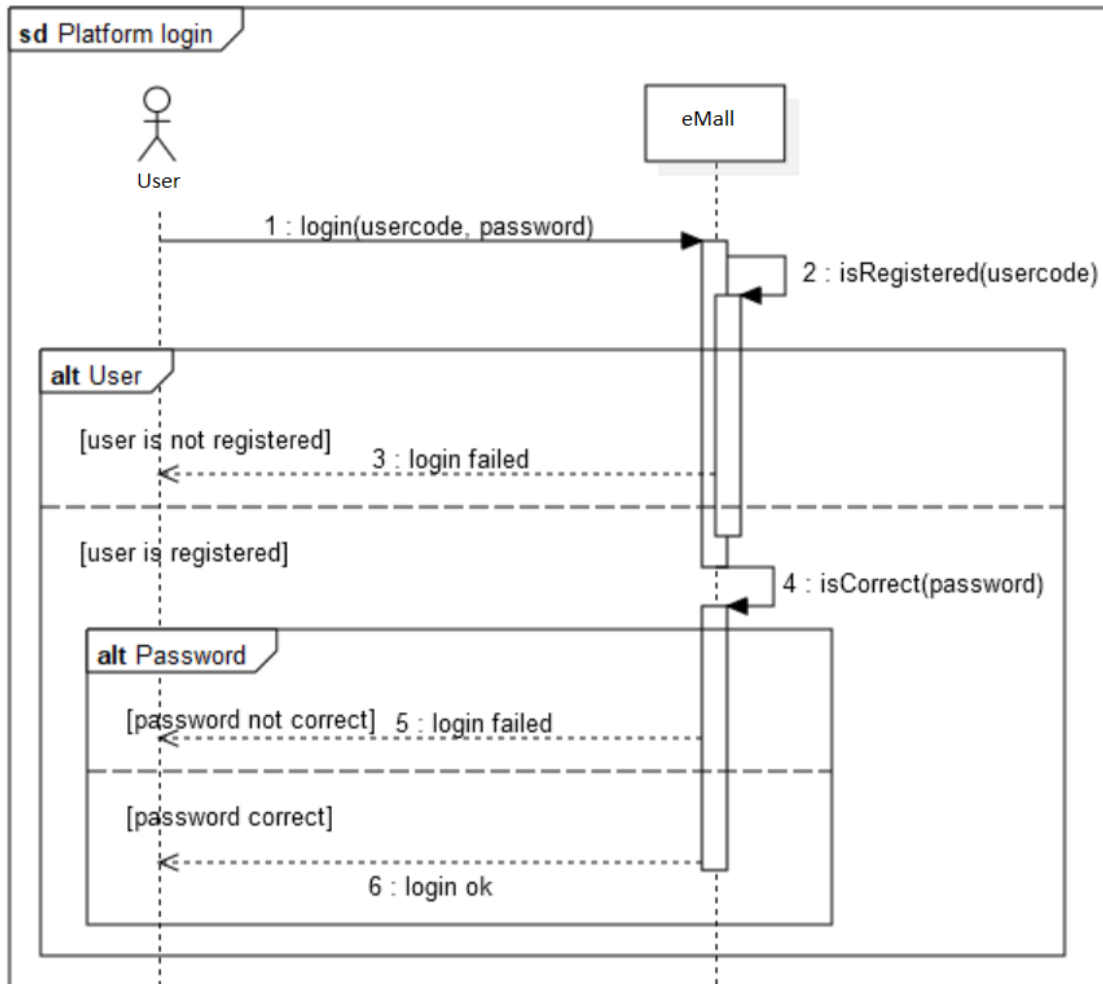 sd Platform login
eMall
User
1 : login(usercode, password)
2 : isRegistered(usercode)
alt User
[user is not registered]
3 : login failed
[user is registered]
4 : isCorrect(password)
alt Password
[password not correct]
5 : login failed
[password correct]
6 : login ok